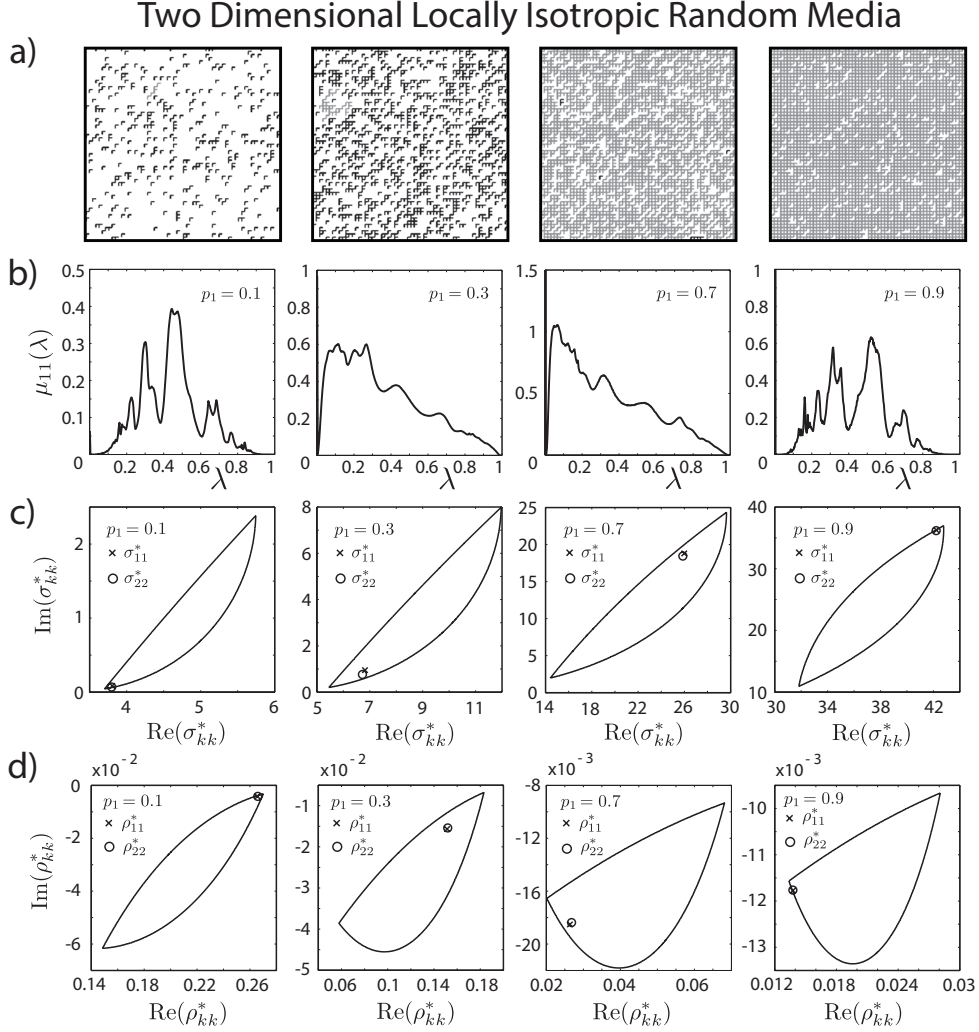 Two Dimensional Locally Isotropic Random Media
a)
b)
0.5
0.4
0.3
0.2
0.1
0
μ₁₁(λ)
p₁ = 0.1
0.2 0.4 0.6 0.8 1
λ
1
0.8
0.6
0.4
0.2
0
p₁ = 0.3
0.2 0.4 0.6 0.8 1
λ
1.5
1
0.5
0
p₁ = 0.7
0.2 0.4 0.6 0.8 1
λ
1
0.8
0.6
0.4
0.2
0
p₁ = 0.9
0.2 0.4 0.6 0.8 1
λ
c)
2
1
0
Im(σ*kk)
p₁ = 0.1
× σ*₁₁
○ σ*₂₂
4 5 6
Re(σ*kk)
8
6
4
2
0
p₁ = 0.3
× σ*₁₁
○ σ*₂₂
5 7 9 11
Re(σ*kk)
25
20
15
10
5
0
p₁ = 0.7
× σ*₁₁
○ σ*₂₂
14 18 22 26 30
Re(σ*kk)
40
30
20
10
p₁ = 0.9
× σ*₁₁
○ σ*₂₂
30 34 38 42
Re(σ*kk)
d)
x10⁻²
0
-2
-4
-6
Im(ρ*kk)
p₁ = 0.1
× ρ*₁₁
○ ρ*₂₂
0.14 0.18 0.22 0.26
Re(ρ*kk)
x10⁻²
-1
-2
-3
-4
-5
p₁ = 0.3
× ρ*₁₁
○ ρ*₂₂
0.06 0.10 0.14 0.18
Re(ρ*kk)
x10⁻³
-8
-12
-16
-20
p₁ = 0.7
× ρ*₁₁
○ ρ*₂₂
0.02 0.04 0.06
Re(ρ*kk)
x10⁻³
-10
-11
-12
-13
p₁ = 0.9
× ρ*₁₁
○ ρ*₂₂
0.012 0.018 0.024 0.03
Re(ρ*kk)